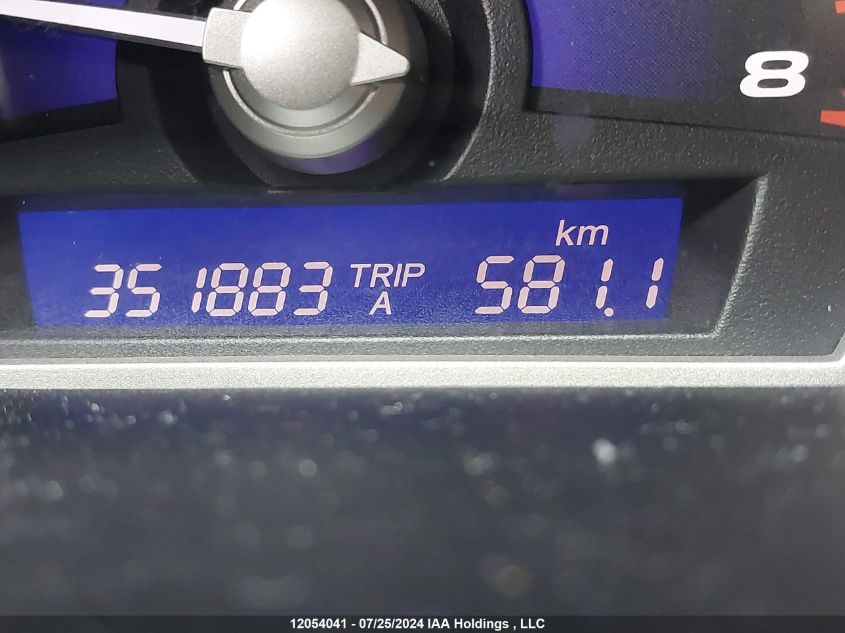 8
km
351883 TRIP A 581.1
12054041 - 07/25/2024 IAA Holdings , LLC